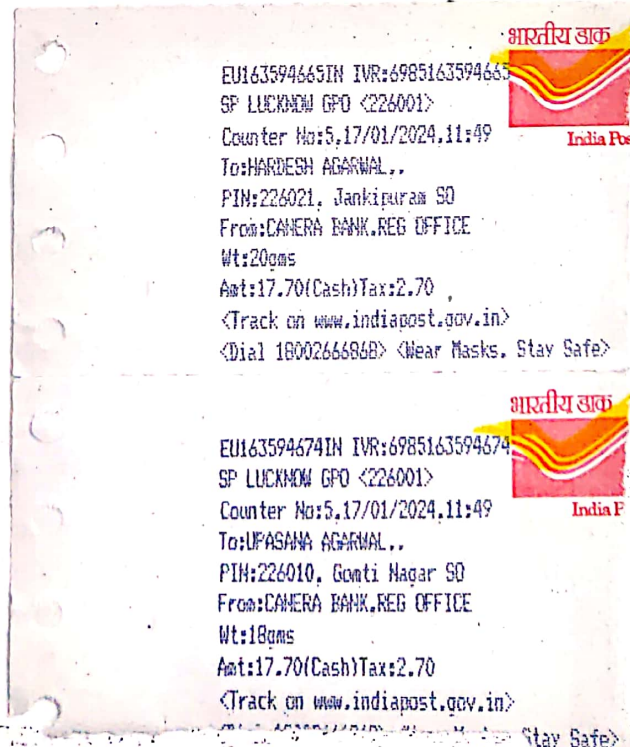 भारतीय डाक
EU163594665IN IVR:6985163594665
SP LUCKNOW GPO <226001>
Counter No:5,17/01/2024,11:49
India Pos
To:HARDESH AGARWAL,.
PIN:226021, Jankipuram SO
From:CANERA BANK.REG OFFICE
Wt:20gms
Amt:17.70(Cash)Tax:2.70
<Track on www.indiapost.gov.in>
<Dial 18002666868> <Wear Masks, Stay Safe>
भारतीय डाक
EU163594674IN IVR:6985163594674
SP LUCKNOW GPO <226001>
Counter No:5,17/01/2024,11:49
India P
To:UPASANA AGARWAL,.
PIN:226010, Gomti Nagar SO
From:CANERA BANK.REG OFFICE
Wt:18gms
Amt:17.70(Cash)Tax:2.70
<Track on www.indiapost.gov.in>
Stay Safe>